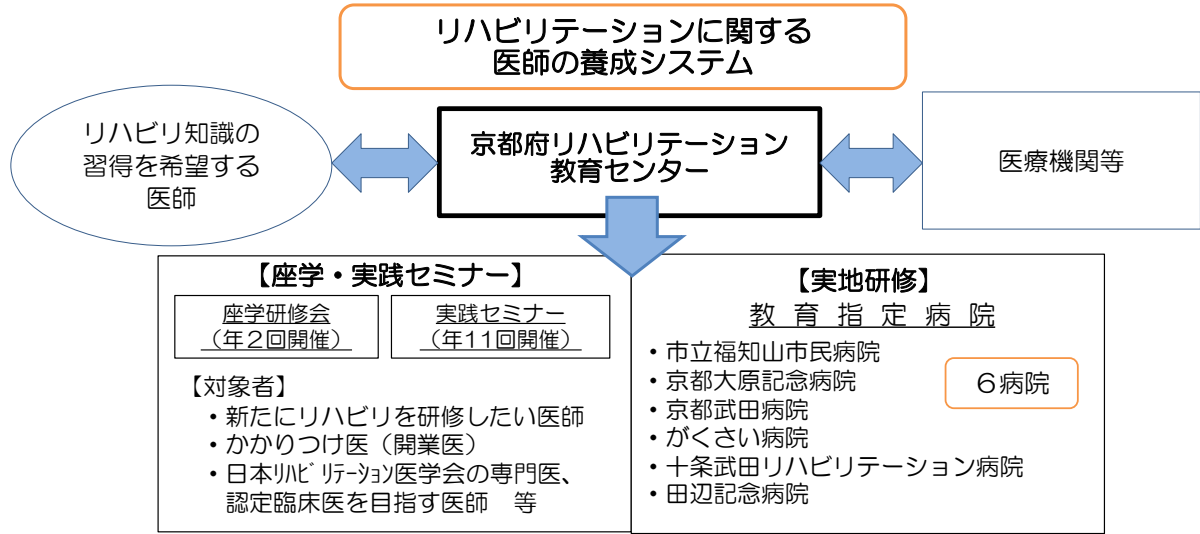 リハビリテーションに関する
医師の養成システム
リハビリ知識の
習得を希望する
医師
京都府リハビリテーション
教育センター
医療機関等
【座学・実践セミナー】
座学研修会
（年２回開催）
実践セミナー
（年11回開催）
【対象者】
・新たにリハビリを研修したい医師
・かかりつけ医（開業医）
・日本ﾘﾊﾋﾞﾘﾃｰｼｮﾝ医学会の専門医、
認定臨床医を目指す医師　等
【実地研修】
教 育 指 定 病 院
・市立福知山市民病院
・京都大原記念病院
・京都武田病院
・がくさい病院
・十条武田リハビリテーション病院
・田辺記念病院
６病院